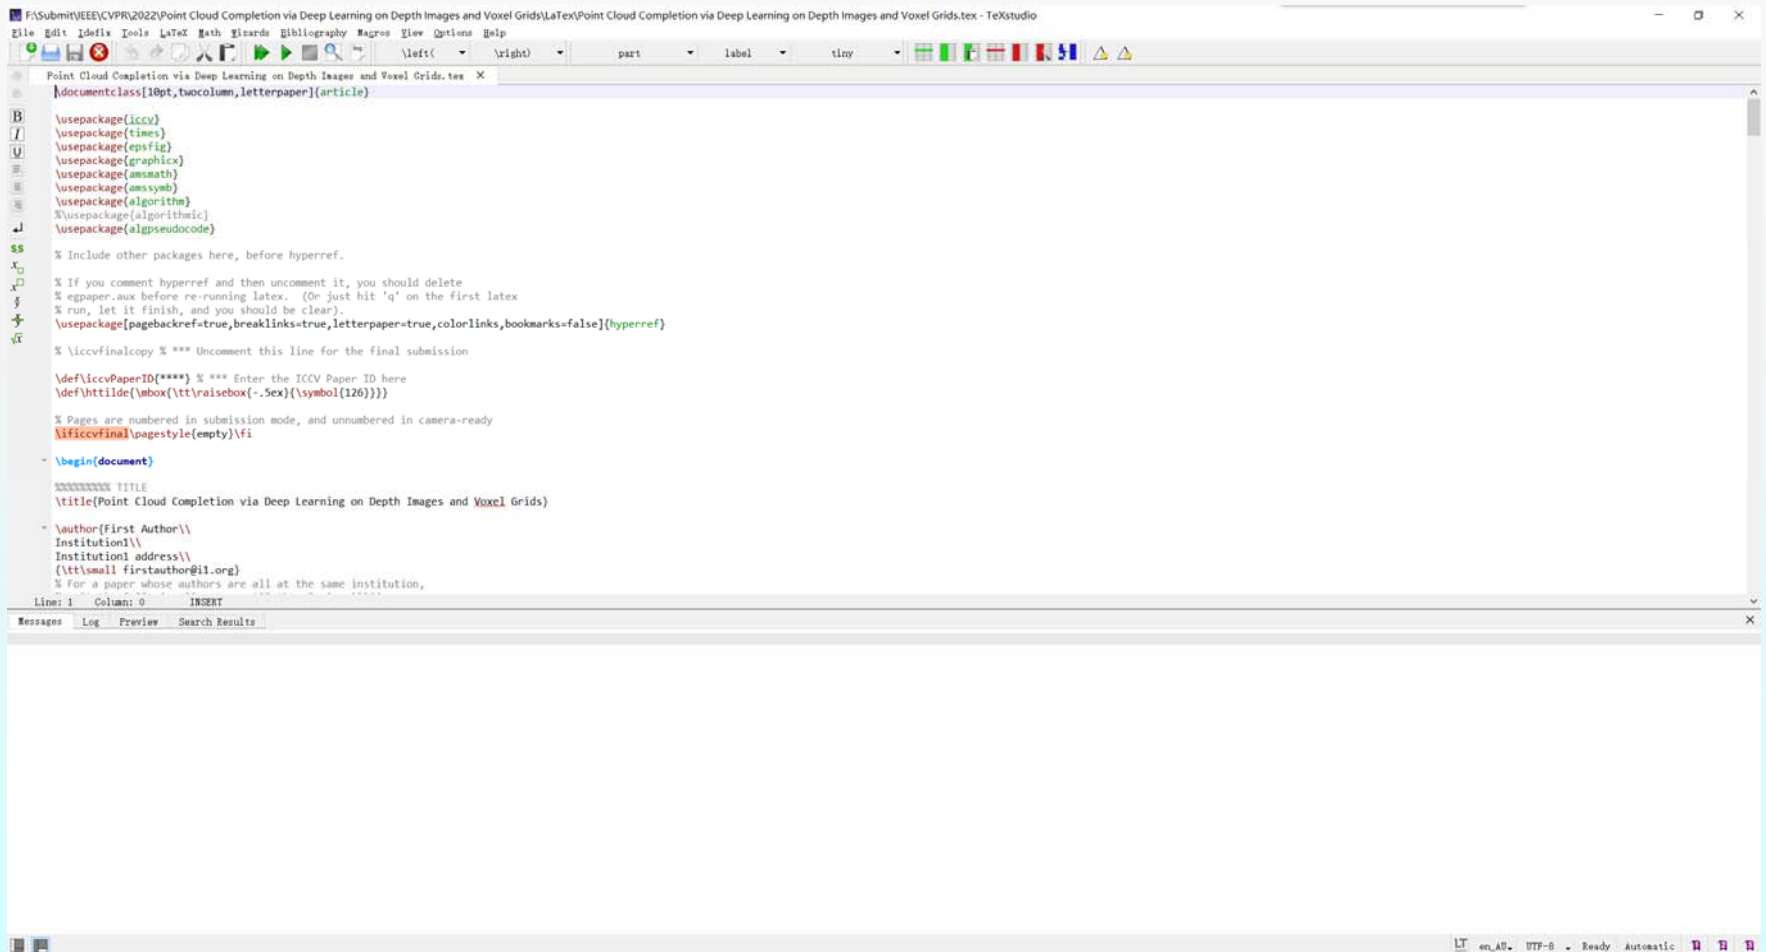 F:\Submit\IEEE\CVPR\2022\Point Cloud Completion via Deep Learning on Depth Images and Voxel Grids\LaTex\Point Cloud Completion via Deep Learning on Depth Images and Voxel Grids.tex - TeXstudio
File Edit Idefix Tools LaTeX Math Wizards Bibliography Macros View Options Help
\left( \right) part label tiny
Point Cloud Completion via Deep Learning on Depth Images and Voxel Grids.tex
\documentclass[10pt,twocolumn,letterpaper]{article}
\usepackage{iccv}
\usepackage{times}
\usepackage{epsfig}
\usepackage{graphicx}
\usepackage{amsmath}
\usepackage{amssymb}
\usepackage{algorithm}
%\usepackage{algorithmic}
\usepackage{algpseudocode}
% Include other packages here, before hyperref.
% If you comment hyperref and then uncomment it, you should delete
% egpaper.aux before re-running latex.  (Or just hit 'q' on the first latex
% run, let it finish, and you should be clear).
\usepackage[pagebackref=true,breaklinks=true,letterpaper=true,colorlinks,bookmarks=false]{hyperref}
% \iccvfinalcopy % *** Uncomment this line for the final submission
\def\iccvPaperID{****} % *** Enter the ICCV Paper ID here
\def\httilde{\mbox{\tt\raisebox{-.5ex}{\symbol{126}}}}
% Pages are numbered in submission mode, and unnumbered in camera-ready
\ificcvfinal\pagestyle{empty}\fi
\begin{document}
%%%%%%%%% TITLE
\title{Point Cloud Completion via Deep Learning on Depth Images and Voxel Grids}
\author{First Author\\
Institution1\\
Institution1 address\\
{\tt\small firstauthor@i1.org}
% For a paper whose authors are all at the same institution,
Line: 1 Column: 0 INSERT
Messages Log Preview Search Results
LT en_AU UTF-8 Ready Automatic